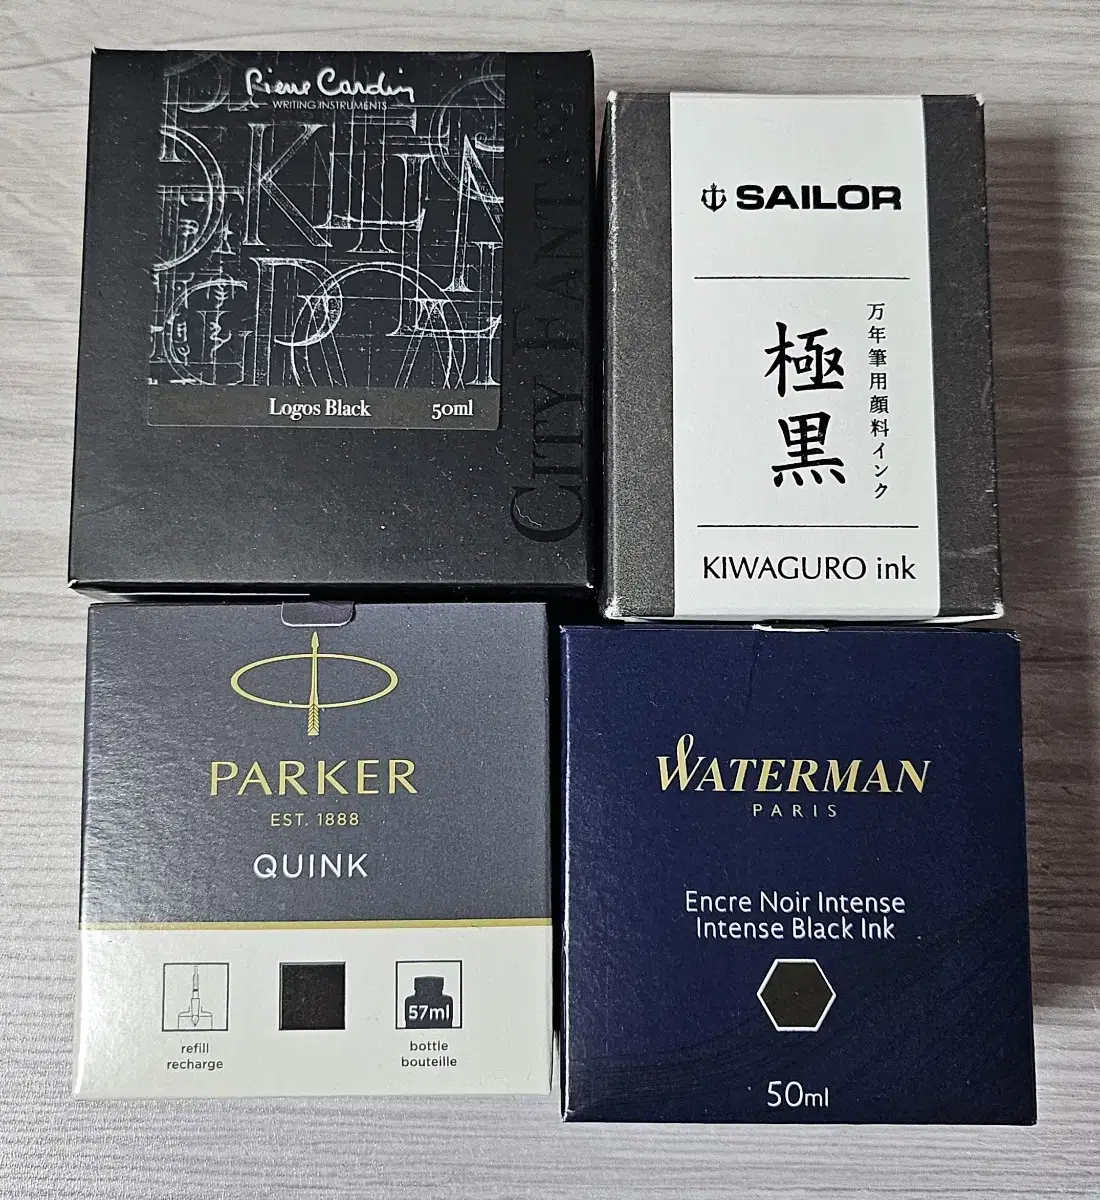 Pierre Cardin
WRITING INSTRUMENTS
Logos Black 50ml
CITY FANTASY
SAILOR
極黒
万年筆用顔料インク
KIWAGURO ink
PARKER
EST. 1888
QUINK
57ml
refill
recharge
bottle
bouteille
WATERMAN
PARIS
Encre Noir Intense
Intense Black Ink
50ml